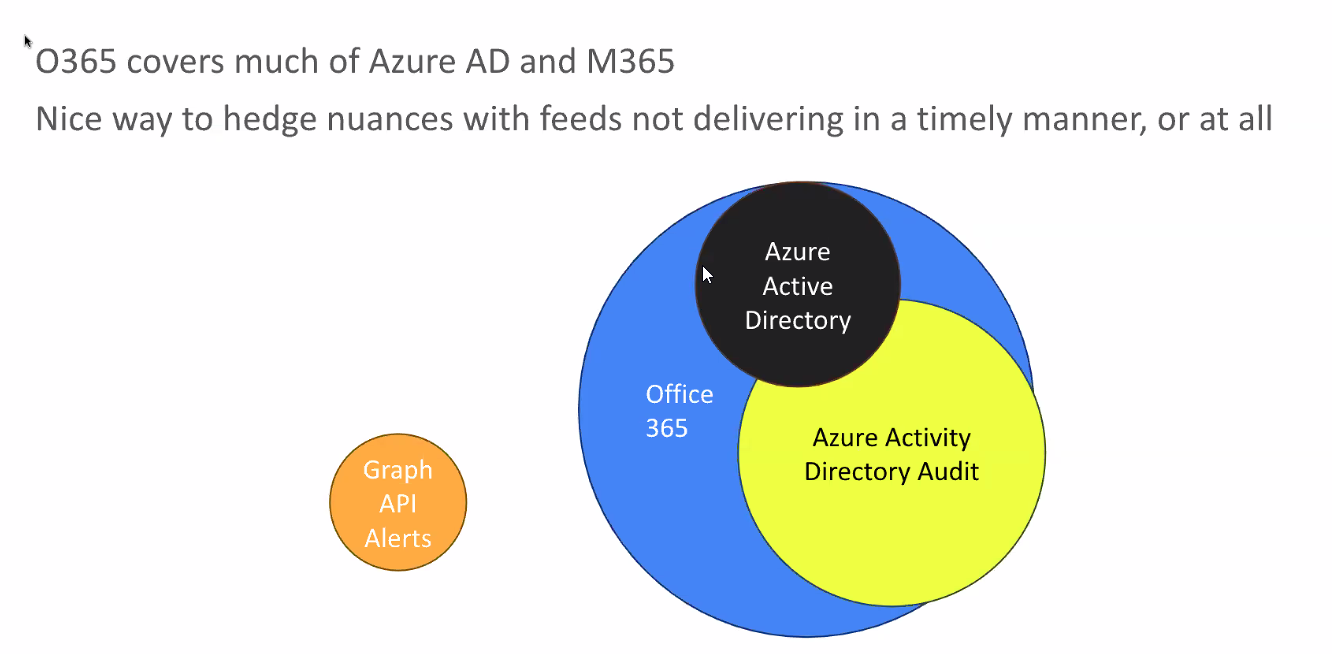 O365 covers much of Azure AD and M365
Nice way to hedge nuances with feeds not delivering in a timely manner, or at all
Azure
Active
Directory
Office
365
Azure Activity
Directory Audit
Graph
API
Alerts